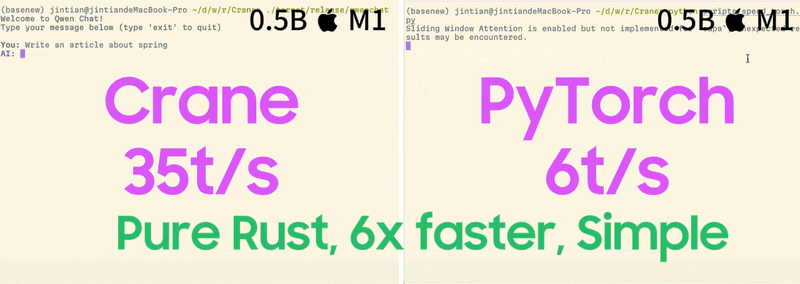 (basenew) jintian@jintiandeMacBook-Pro ~/d/w/r/Crane
Welcome to Qwen Chat!
Type your message below (type 'exit' to quit)
You: Write an article about spring
AI:
0.5B M1
Crane
35t/s
(basenew) jintian@jintiandeMacBook-Pro ~/d/w/r/Crane python
py
Sliding Window Attention is enabled but not implemented
sults may be encountered.
0.5B M1
PyTorch
6t/s
Pure Rust, 6x faster, Simple